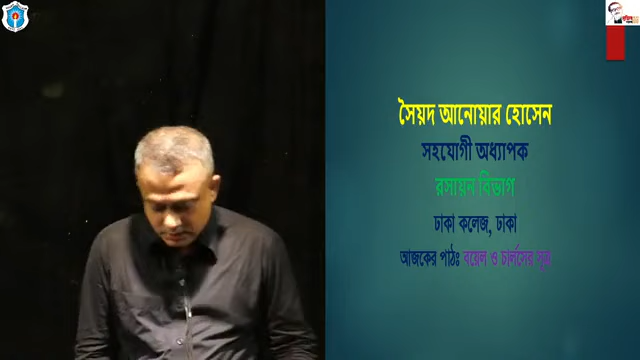 সৈয়দ আনোয়ার হোসেন
সহযোগী অধ্যাপক
রসায়ন বিভাগ
ঢাকা কলেজ, ঢাকা
আজকের পাঠঃ বয়েল ও চার্লসের সূত্র